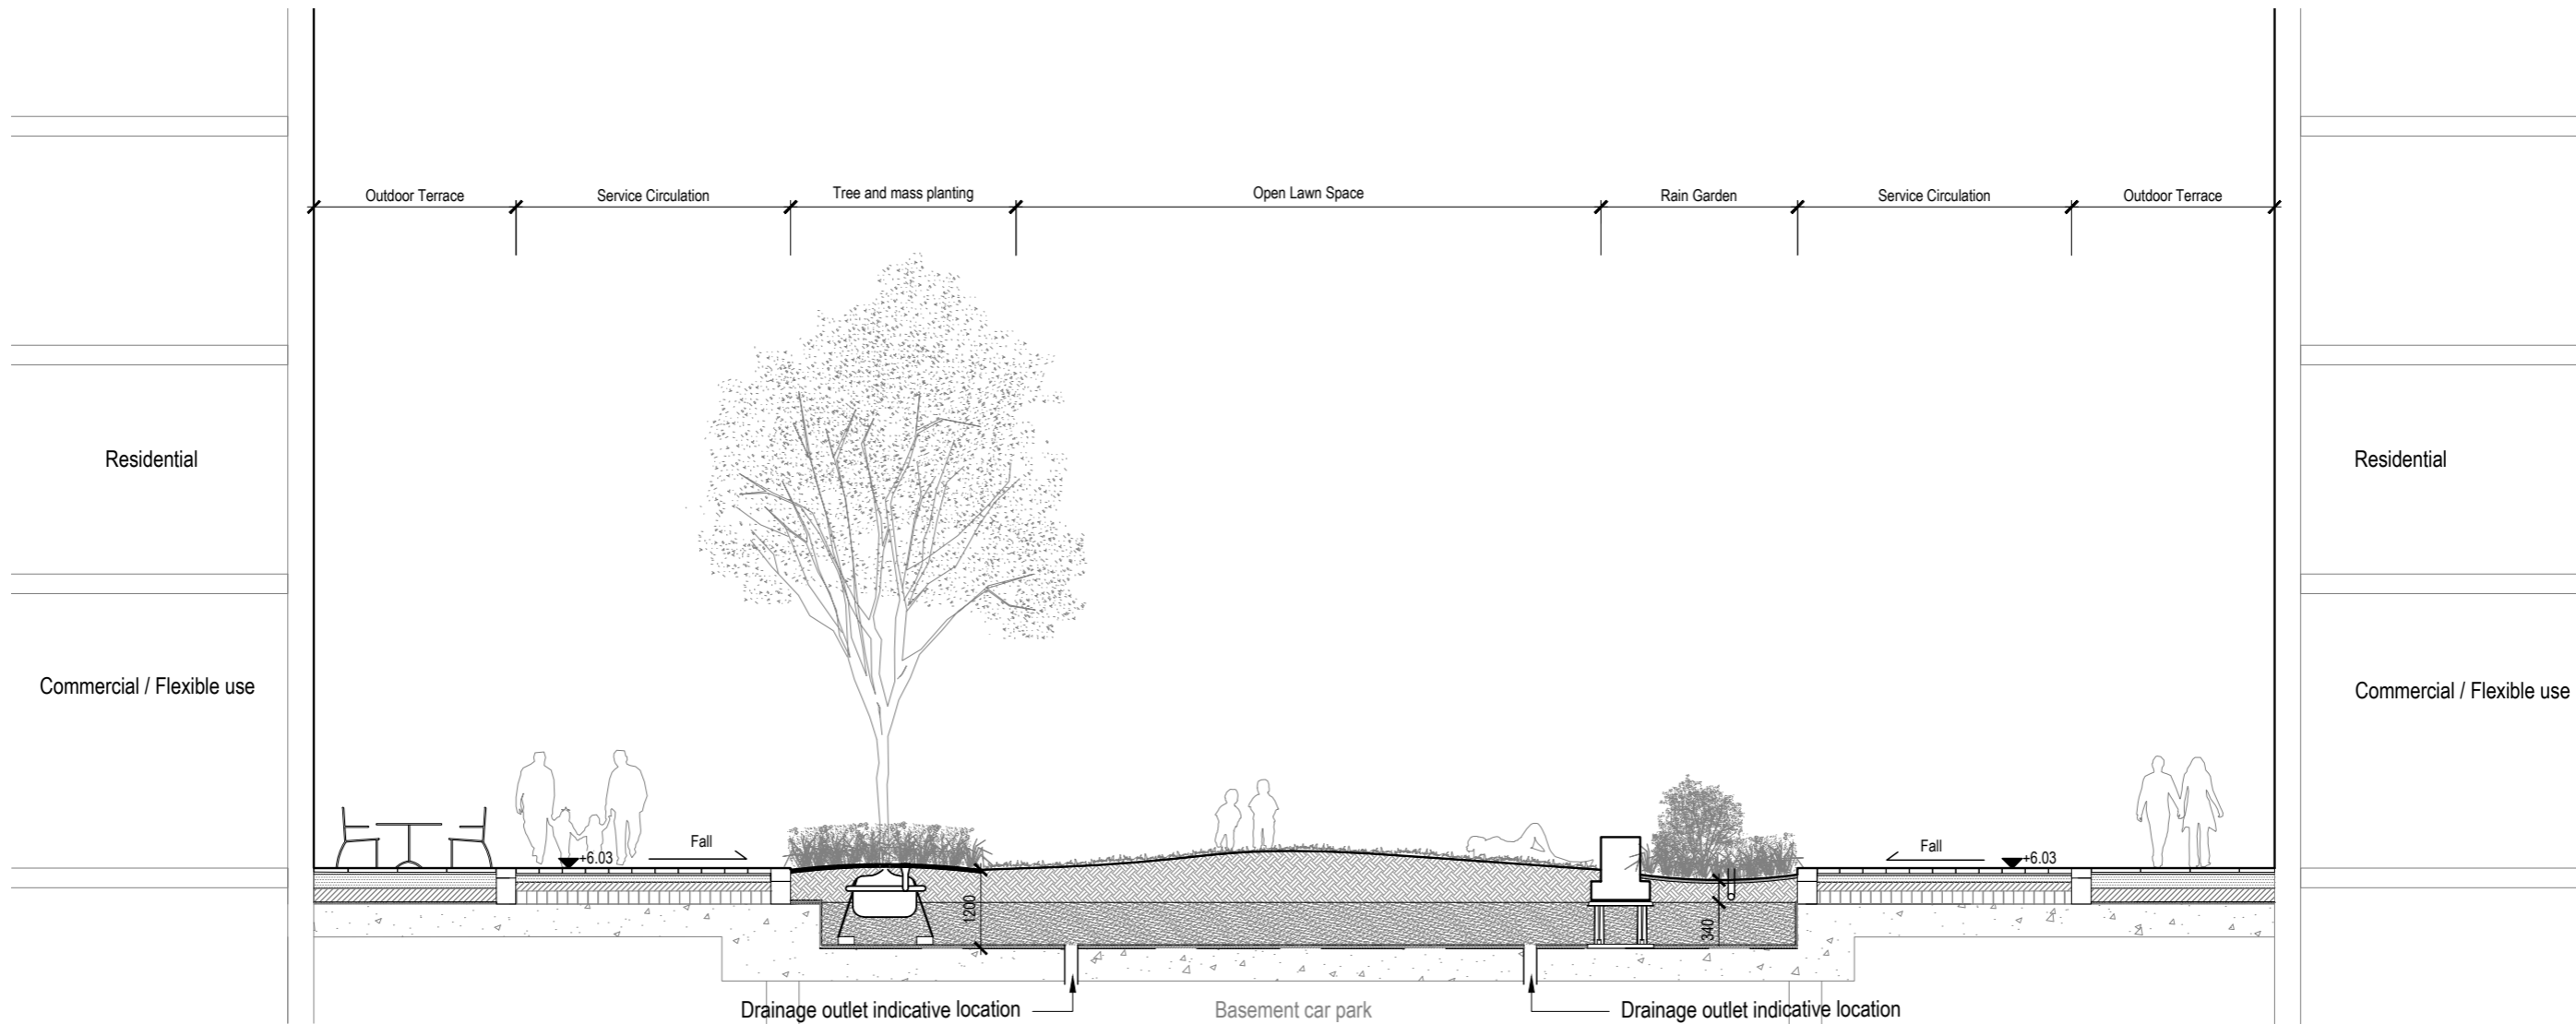 Outdoor Terrace
Service Circulation
Tree and mass planting
Open Lawn Space
Rain Garden
Service Circulation
Outdoor Terrace
Residential
Residential
Commercial / Flexible use
Commercial / Flexible use
+6.03
Fall
Fall
+6.03
1200
340
Drainage outlet indicative location
Basement car park
Drainage outlet indicative location